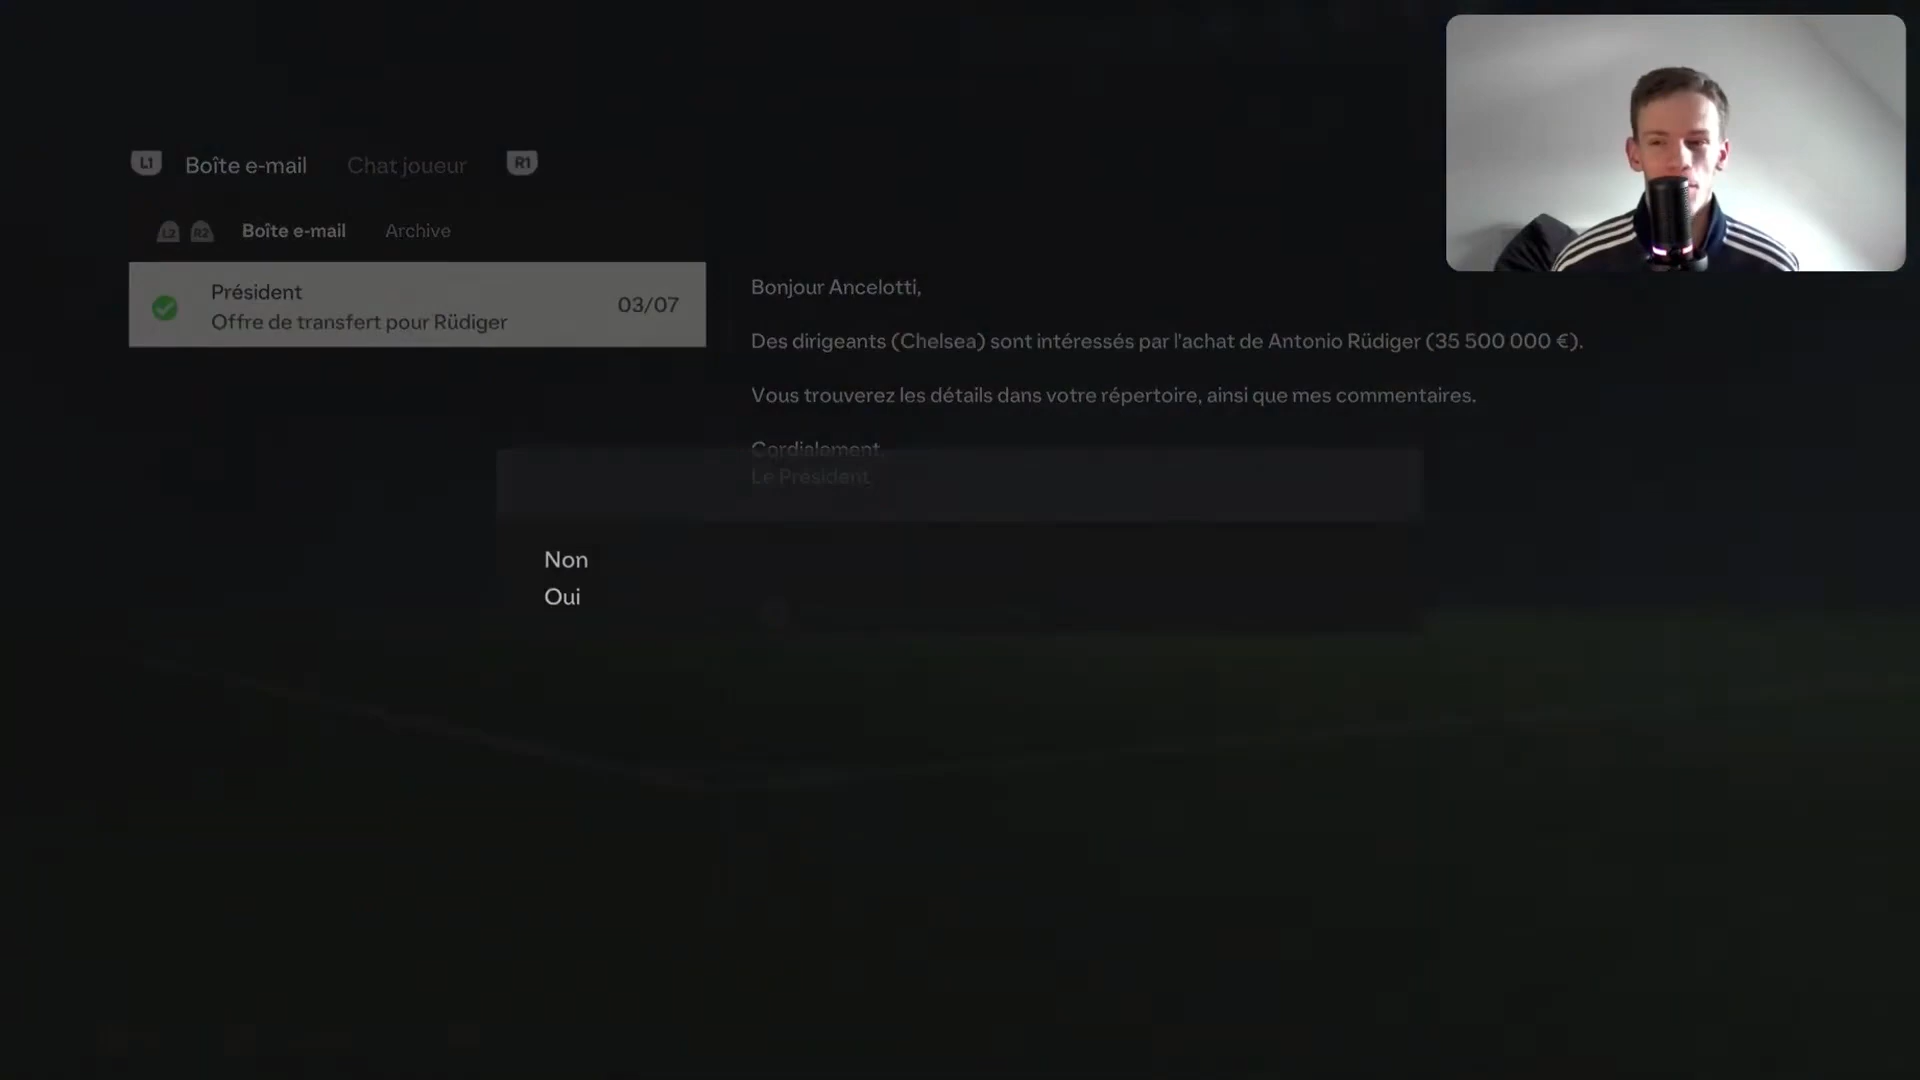 L1 Boîte e-mail Chat joueur R1
L2 R2 Boîte e-mail Archive
Président
Offre de transfert pour Rüdiger
03/07
Bonjour Ancelotti,
Des dirigeants (Chelsea) sont intéressés par l'achat de Antonio Rüdiger (35 500 000 €).
Vous trouverez les détails dans votre répertoire, ainsi que mes commentaires.
Cordialement,
Le Président
Non
Oui